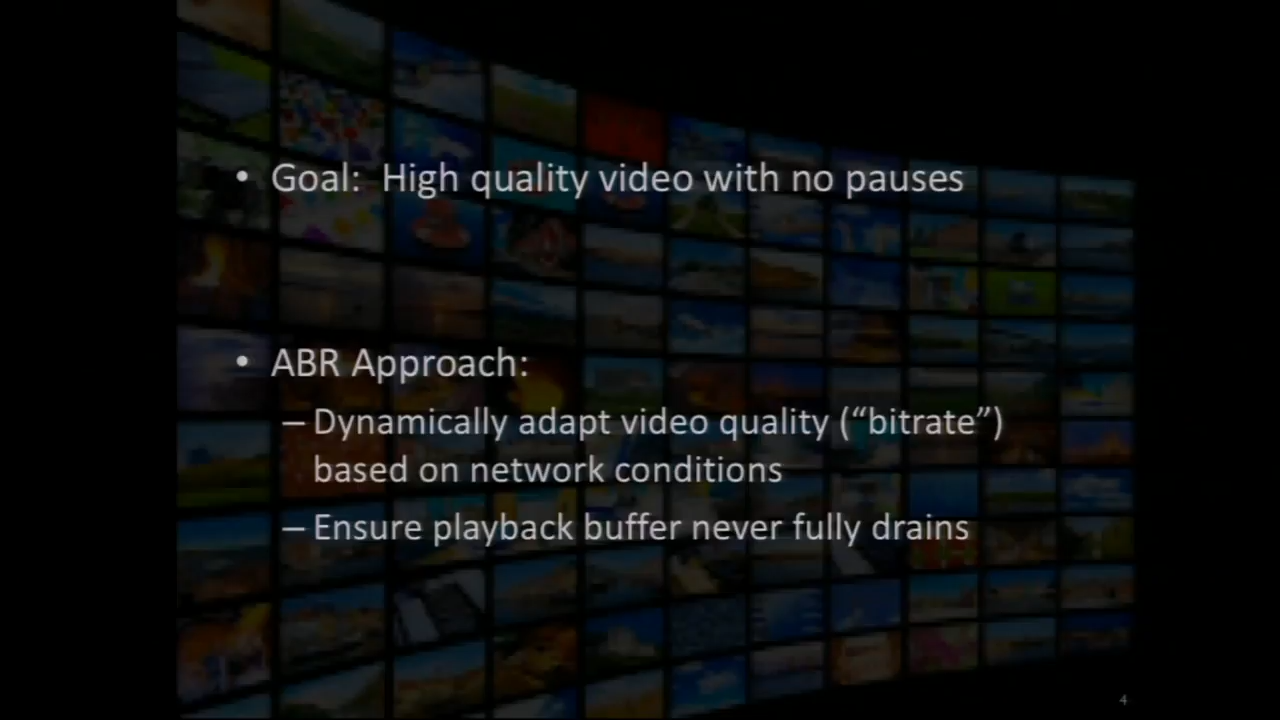 • Goal:  High quality video with no pauses
• ABR Approach:
– Dynamically adapt video quality (“bitrate”)
based on network conditions
– Ensure playback buffer never fully drains
4